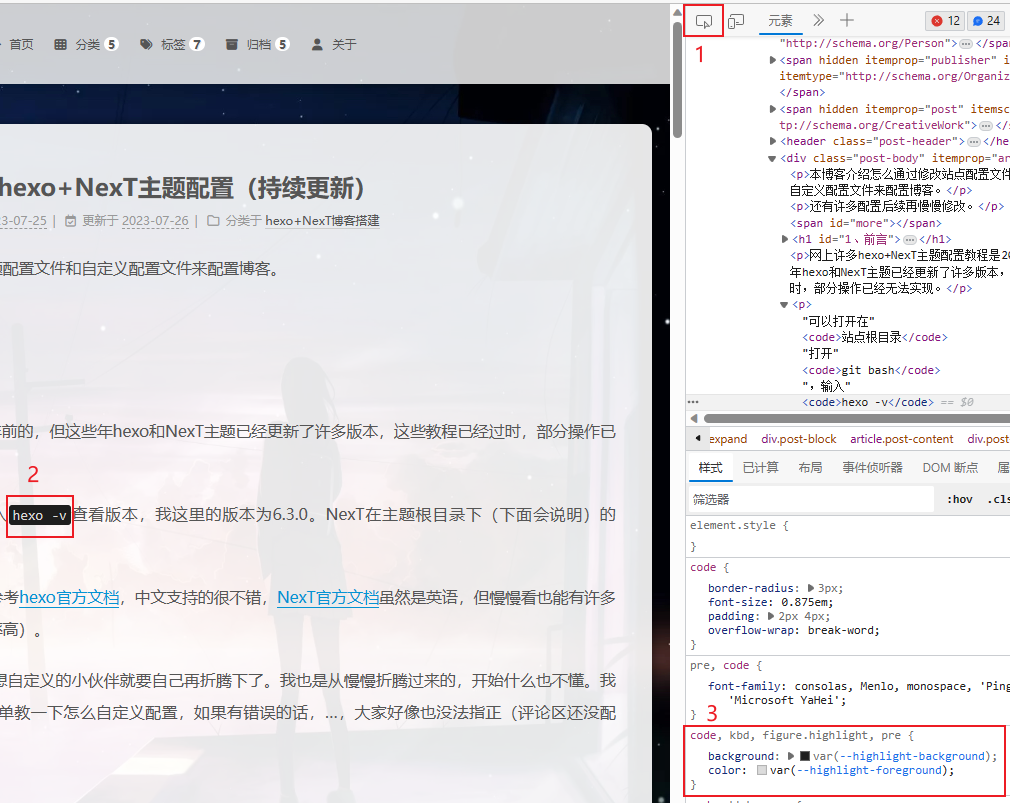 首页 分类 5 标签 7 归档 5 关于
hexo+NexT主题配置（持续更新）
23-07-25 | 更新于 2023-07-26 | 分类于 hexo+NexT博客搭建
题配置文件和自定义配置文件来配置博客。
年前的，但这些年hexo和NexT主题已经更新了许多版本，这些教程已经过时，部分操作已
2
入hexo -v查看版本，我这里的版本为6.3.0。NexT在主题根目录下（下面会说明）的
参考hexo官方文档，中文支持的很不错，NexT官方文档虽然是英语，但慢慢看也能有许多
率高）。
想自定义的小伙伴就要自己再折腾下了。我也是从慢慢折腾过来的，开始什么也不懂。我
单教一下怎么自定义配置，如果有错误的话，…，大家好像也没法指正（评论区还没配
元素 12 24
1
"http://schema.org/Person"> … </spa
<span hidden itemprop="publisher" i
itemtype="http://schema.org/Organiz
</span>
<span hidden itemprop="post" itemsc
tp://schema.org/CreativeWork"> … </s
<header class="post-header"> … </he
<div class="post-body" itemprop="ar
<p>本博客介绍怎么通过修改站点配置文件
自定义配置文件来配置博客。</p>
<p>还有许多配置后续再慢慢修改。</p>
<span id="more"></span>
<h1 id="1、前言"> … </h1>
<p>网上许多hexo+NexT主题配置教程是20
年hexo和NexT主题已经更新了许多版本，
时，部分操作已经无法实现。</p>
<p>
"可以打开在"
<code>站点根目录</code>
"打开"
<code>git bash</code>
"，输入"
••• <code>hexo -v</code> == $0
expand div.post-block article.post-content div.post
样式 已计算 布局 事件侦听器 DOM 断点 属
筛选器 :hov .cls
element.style {
}
code {
border-radius: 3px;
font-size: 0.875em;
padding: 2px 4px;
overflow-wrap: break-word;
}
pre, code {
font-family: consolas, Menlo, monospace, 'Ping
'Microsoft YaHei';
}
3
code, kbd, figure.highlight, pre {
background: var(--highlight-background);
color: var(--highlight-foreground);
}